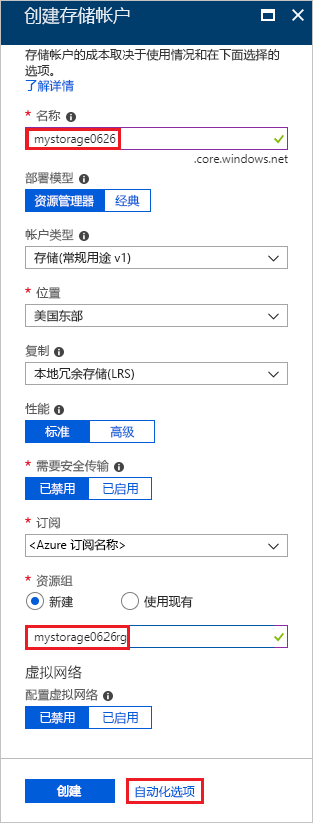 创建存储帐户
存储帐户的成本取决于使用情况和在下面选择的
选项。
了解详情
* 名称
mystorage0626
.core.windows.net
部署模型
资源管理器 经典
帐户类型
存储(常规用途 v1)
* 位置
美国东部
复制
本地冗余存储(LRS)
性能
标准 高级
* 需要安全传输
已禁用 已启用
* 订阅
<Azure 订阅名称>
* 资源组
新建 使用现有
mystorage0626rg
虚拟网络
配置虚拟网络
已禁用 已启用
创建 自动化选项